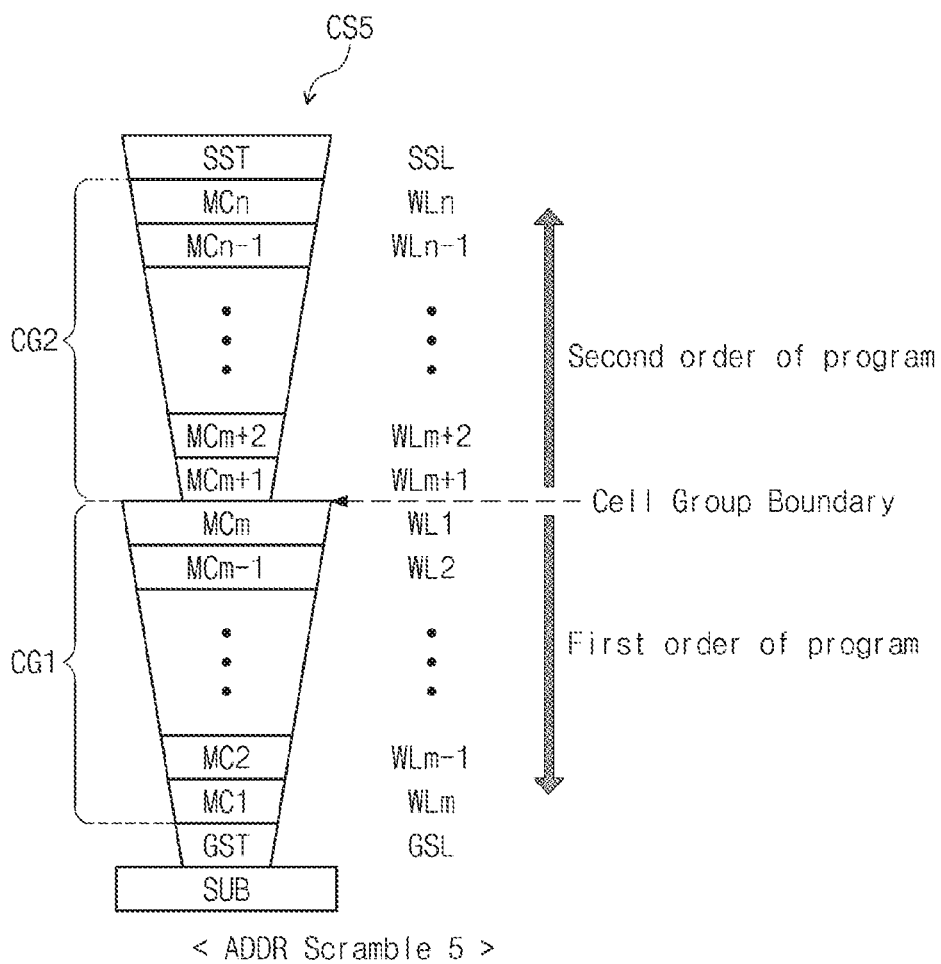 CS5
SST SSL
MCn WLn
MCn-1 WLn-1
CG2
Second order of program
MCm+2 WLm+2
MCm+1 WLm+1
Cell Group Boundary
MCm WL1
MCm-1 WL2
CG1
First order of program
MC2 WLm-1
MC1 WLm
GST GSL
SUB
< ADDR Scramble 5 >